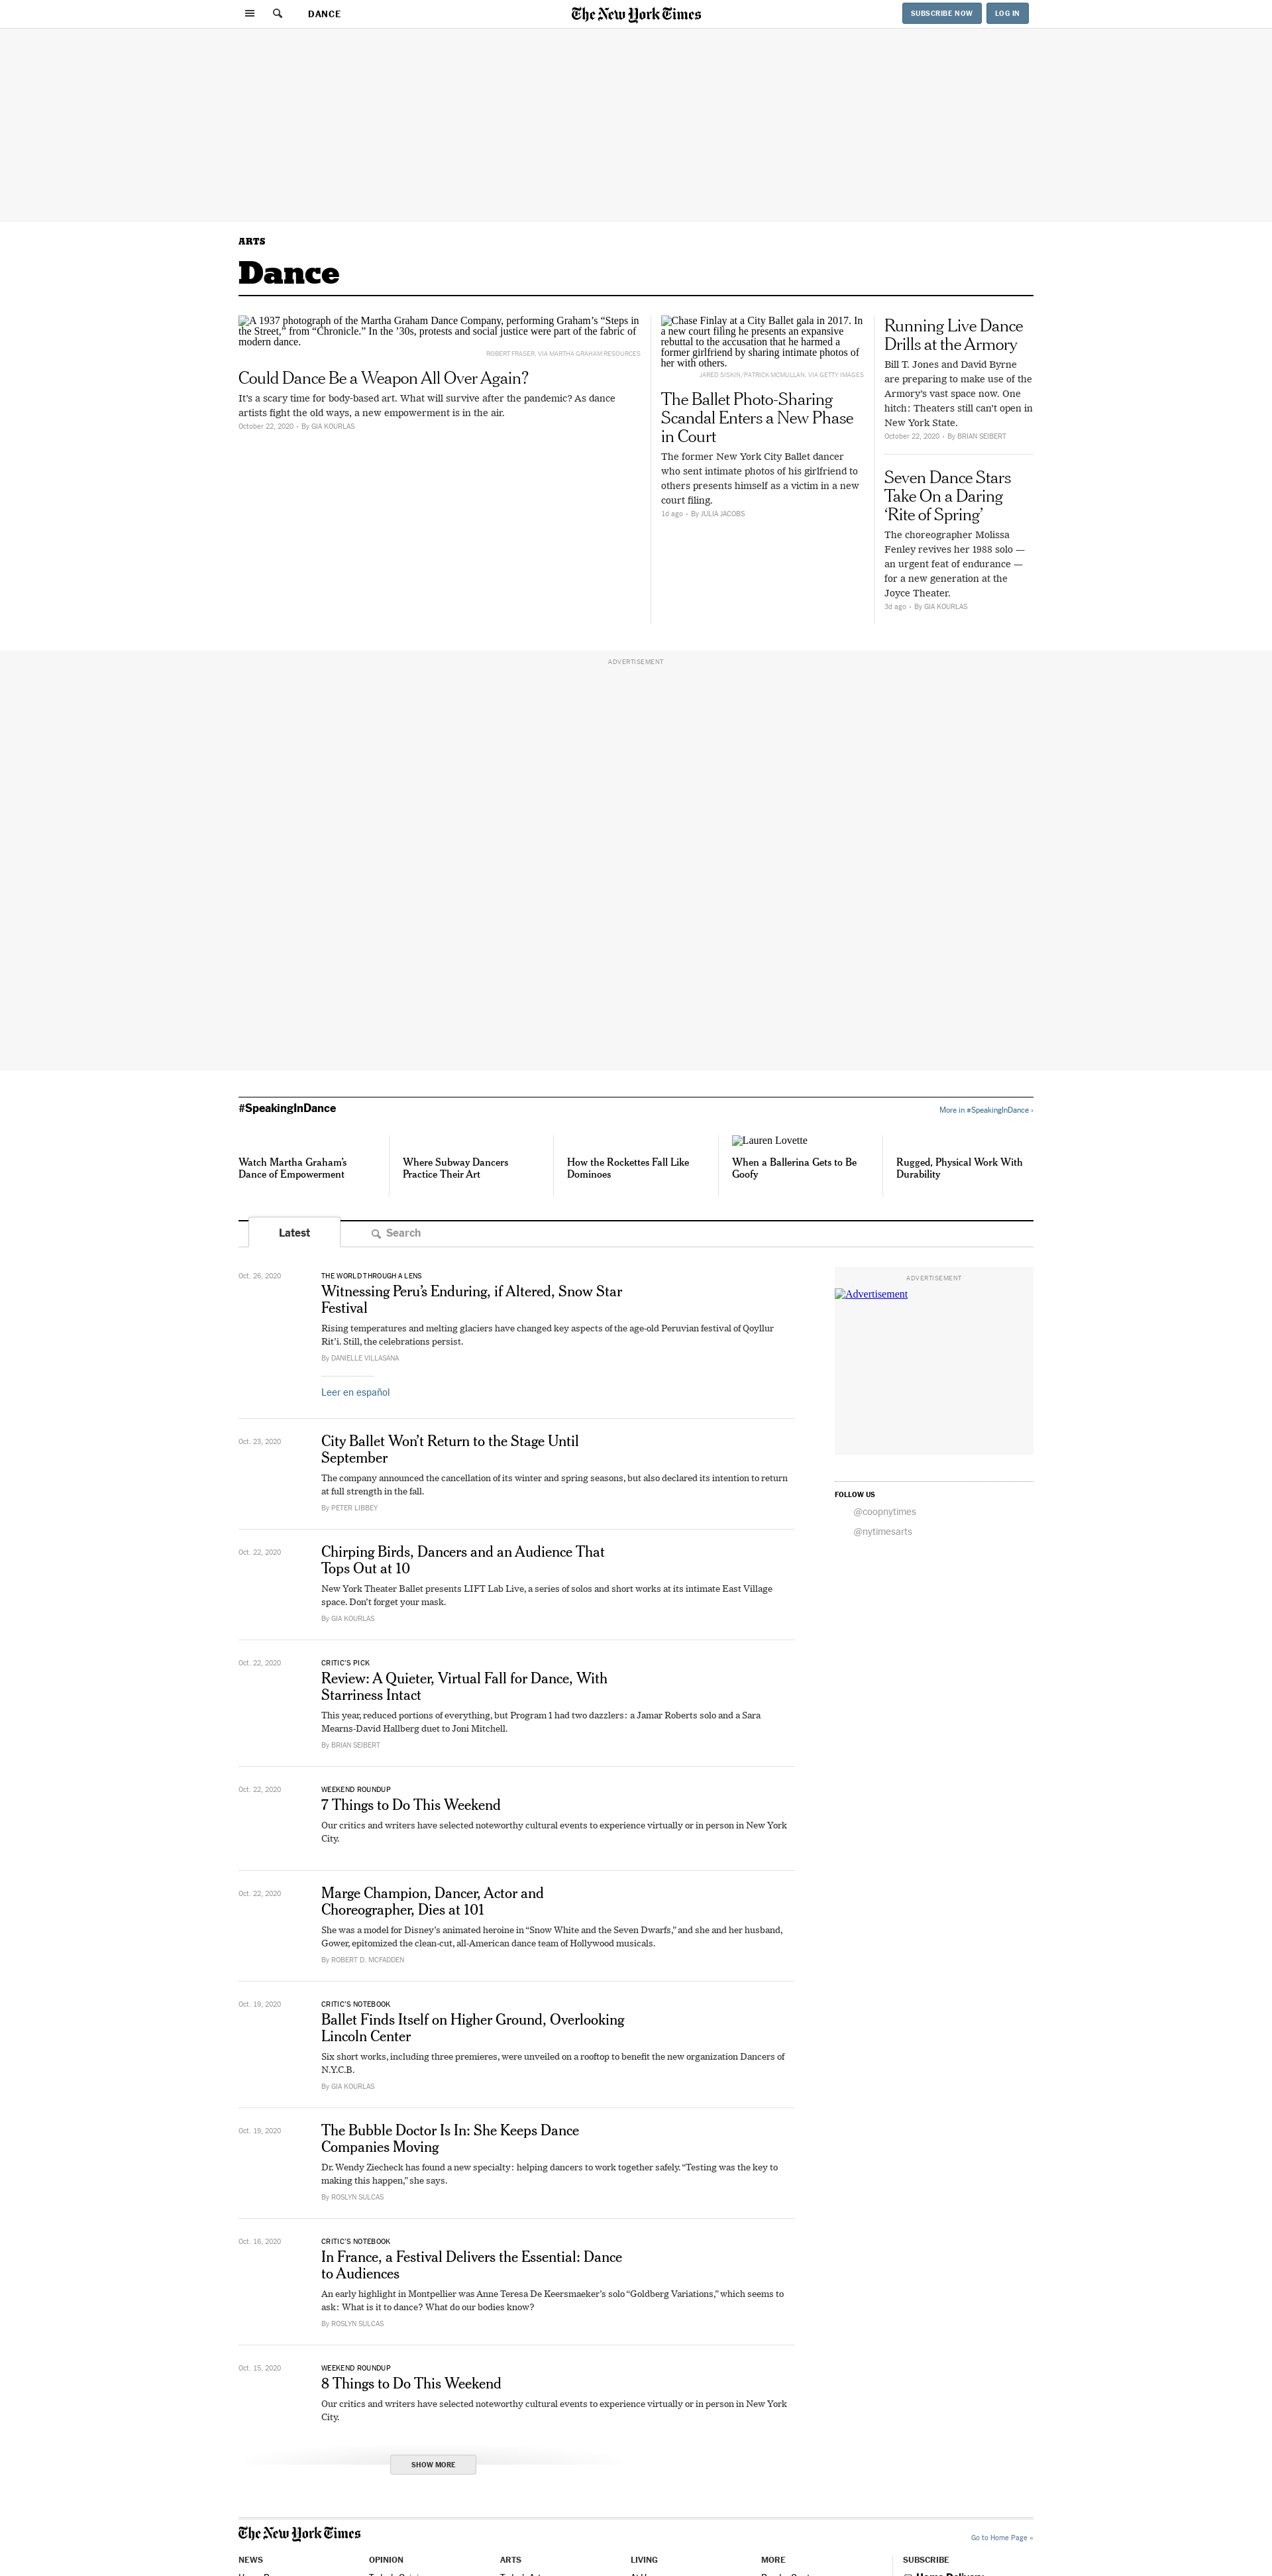 DANCE
The New York Times
SUBSCRIBE NOW
LOG IN
ARTS
Dance
A 1937 photograph of the Martha Graham Dance Company, performing Graham’s “Steps in
the Street,” from “Chronicle.” In the ’30s, protests and social justice were part of the fabric of
modern dance.
ROBERT FRASER, VIA MARTHA GRAHAM RESOURCES
Could Dance Be a Weapon All Over Again?
It’s a scary time for body-based art. What will survive after the pandemic? As dance
artists fight the old ways, a new empowerment is in the air.
October 22, 2020 • By GIA KOURLAS
Chase Finlay at a City Ballet gala in 2017. In
a new court filing he presents an expansive
rebuttal to the accusation that he harmed a
former girlfriend by sharing intimate photos of
her with others.
JARED SISKIN/PATRICK MCMULLAN, VIA GETTY IMAGES
The Ballet Photo-Sharing
Scandal Enters a New Phase
in Court
The former New York City Ballet dancer
who sent intimate photos of his girlfriend to
others presents himself as a victim in a new
court filing.
1d ago • By JULIA JACOBS
Running Live Dance
Drills at the Armory
Bill T. Jones and David Byrne
are preparing to make use of the
Armory’s vast space now. One
hitch: Theaters still can’t open in
New York State.
October 22, 2020 • By BRIAN SEIBERT
Seven Dance Stars
Take On a Daring
‘Rite of Spring’
The choreographer Molissa
Fenley revives her 1988 solo —
an urgent feat of endurance —
for a new generation at the
Joyce Theater.
3d ago • By GIA KOURLAS
ADVERTISEMENT
#SpeakingInDance
More in #SpeakingInDance ›
Watch Martha Graham’s
Dance of Empowerment
Where Subway Dancers
Practice Their Art
How the Rockettes Fall Like
Dominoes
Lauren Lovette
When a Ballerina Gets to Be
Goofy
Rugged, Physical Work With
Durability
Latest
Search
Oct. 26, 2020
THE WORLD THROUGH A LENS
Witnessing Peru’s Enduring, if Altered, Snow Star
Festival
Rising temperatures and melting glaciers have changed key aspects of the age-old Peruvian festival of Qoyllur
Rit’i. Still, the celebrations persist.
By DANIELLE VILLASANA
Leer en español
ADVERTISEMENT
Advertisement
FOLLOW US
@coopnytimes
@nytimesarts
Oct. 23, 2020
City Ballet Won’t Return to the Stage Until
September
The company announced the cancellation of its winter and spring seasons, but also declared its intention to return
at full strength in the fall.
By PETER LIBBEY
Oct. 22, 2020
Chirping Birds, Dancers and an Audience That
Tops Out at 10
New York Theater Ballet presents LIFT Lab Live, a series of solos and short works at its intimate East Village
space. Don’t forget your mask.
By GIA KOURLAS
Oct. 22, 2020
CRITIC’S PICK
Review: A Quieter, Virtual Fall for Dance, With
Starriness Intact
This year, reduced portions of everything, but Program 1 had two dazzlers: a Jamar Roberts solo and a Sara
Mearns-David Hallberg duet to Joni Mitchell.
By BRIAN SEIBERT
Oct. 22, 2020
WEEKEND ROUNDUP
7 Things to Do This Weekend
Our critics and writers have selected noteworthy cultural events to experience virtually or in person in New York
City.
Oct. 22, 2020
Marge Champion, Dancer, Actor and
Choreographer, Dies at 101
She was a model for Disney’s animated heroine in “Snow White and the Seven Dwarfs,” and she and her husband,
Gower, epitomized the clean-cut, all-American dance team of Hollywood musicals.
By ROBERT D. MCFADDEN
Oct. 19, 2020
CRITIC’S NOTEBOOK
Ballet Finds Itself on Higher Ground, Overlooking
Lincoln Center
Six short works, including three premieres, were unveiled on a rooftop to benefit the new organization Dancers of
N.Y.C.B.
By GIA KOURLAS
Oct. 19, 2020
The Bubble Doctor Is In: She Keeps Dance
Companies Moving
Dr. Wendy Ziecheck has found a new specialty: helping dancers to work together safely. “Testing was the key to
making this happen,” she says.
By ROSLYN SULCAS
Oct. 16, 2020
CRITIC’S NOTEBOOK
In France, a Festival Delivers the Essential: Dance
to Audiences
An early highlight in Montpellier was Anne Teresa De Keersmaeker’s solo “Goldberg Variations,” which seems to
ask: What is it to dance? What do our bodies know?
By ROSLYN SULCAS
Oct. 15, 2020
WEEKEND ROUNDUP
8 Things to Do This Weekend
Our critics and writers have selected noteworthy cultural events to experience virtually or in person in New York
City.
SHOW MORE
The New York Times
Go to Home Page »
NEWS
OPINION
ARTS
LIVING
MORE
SUBSCRIBE